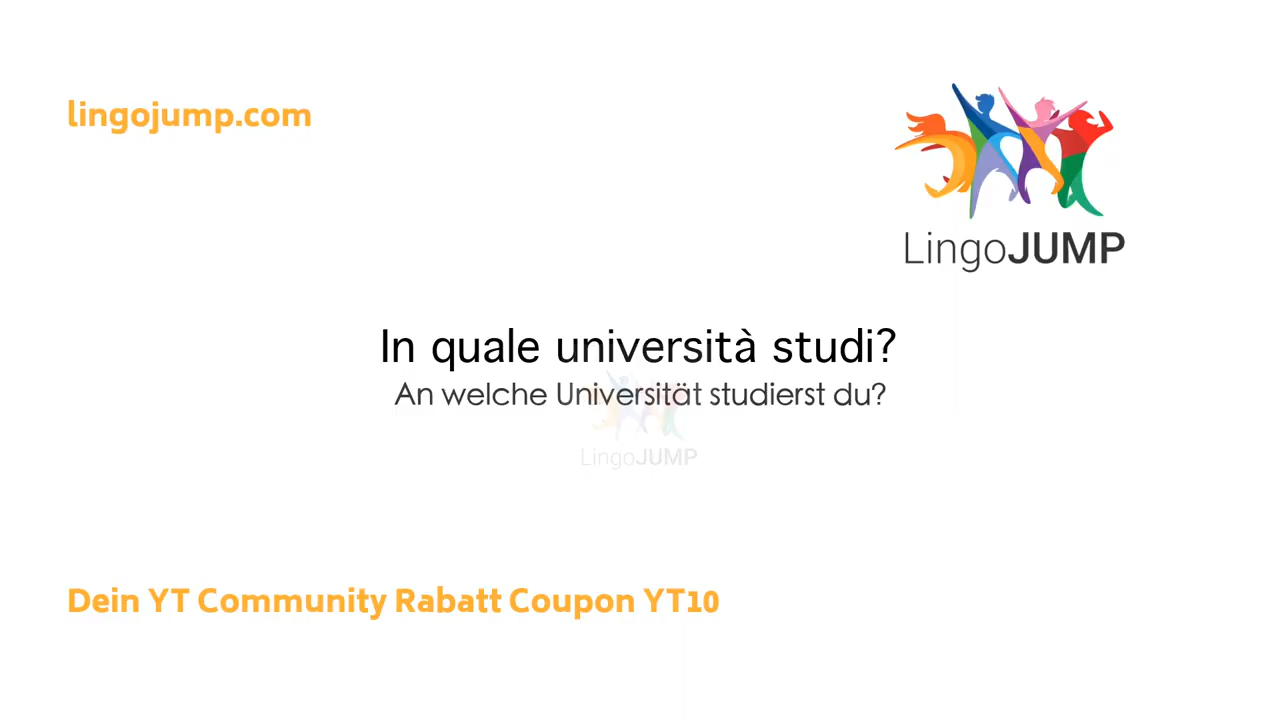 lingojump.com
LingoJUMP
In quale università studi?
An welche Universität studierst du?
LingoJUMP
Dein YT Community Rabatt Coupon YT10